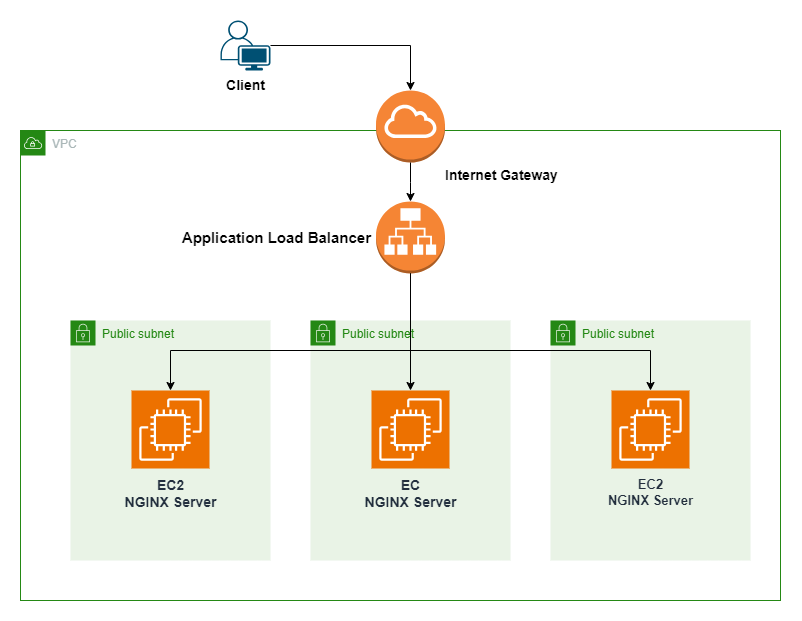 Client
VPC
Internet Gateway
Application Load Balancer
Public subnet
Public subnet
Public subnet
EC2
NGINX Server
EC
NGINX Server
EC2
NGINX Server